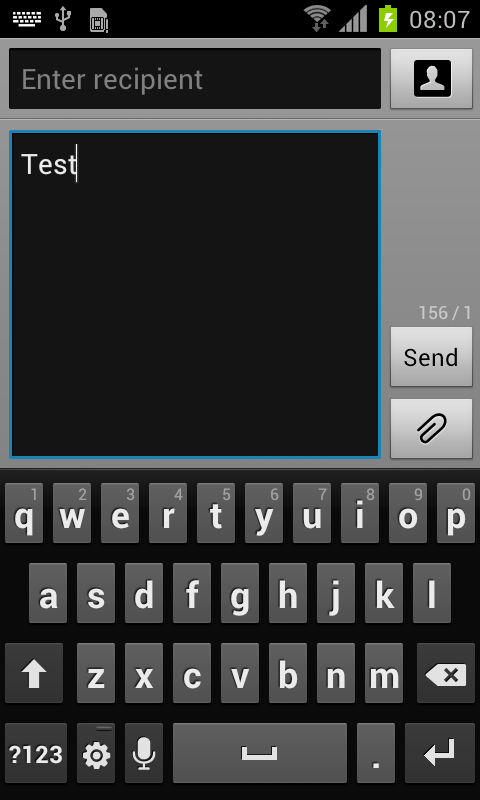 08:07
Enter recipient
Test
156 / 1
Send
1 2 3 4 5 6 7 8 9 0
q w e r t y u i o p
a s d f g h j k l
z x c v b n m
?123 .